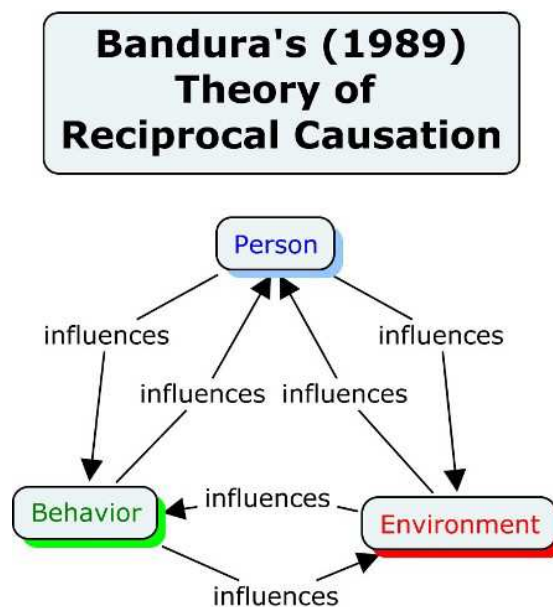 Bandura's (1989)
Theory of
Reciprocal Causation
Person
influences
influences
influences
influences
Behavior
influences
Environment
influences